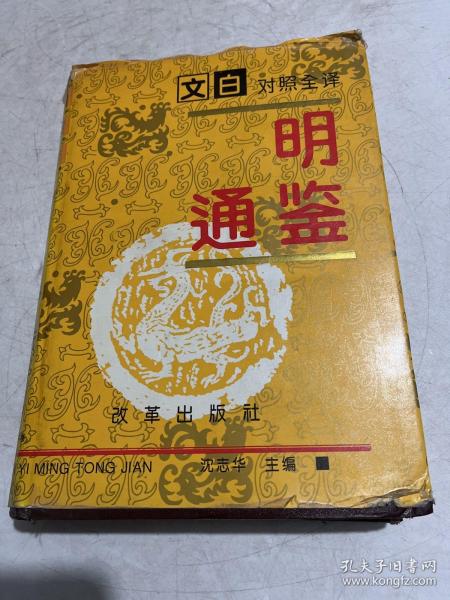 文白对照全译
明
通鉴
改革出版社
YI MING TONG JIAN 沈志华 主编
孔夫子旧书网
www.kongfz.com